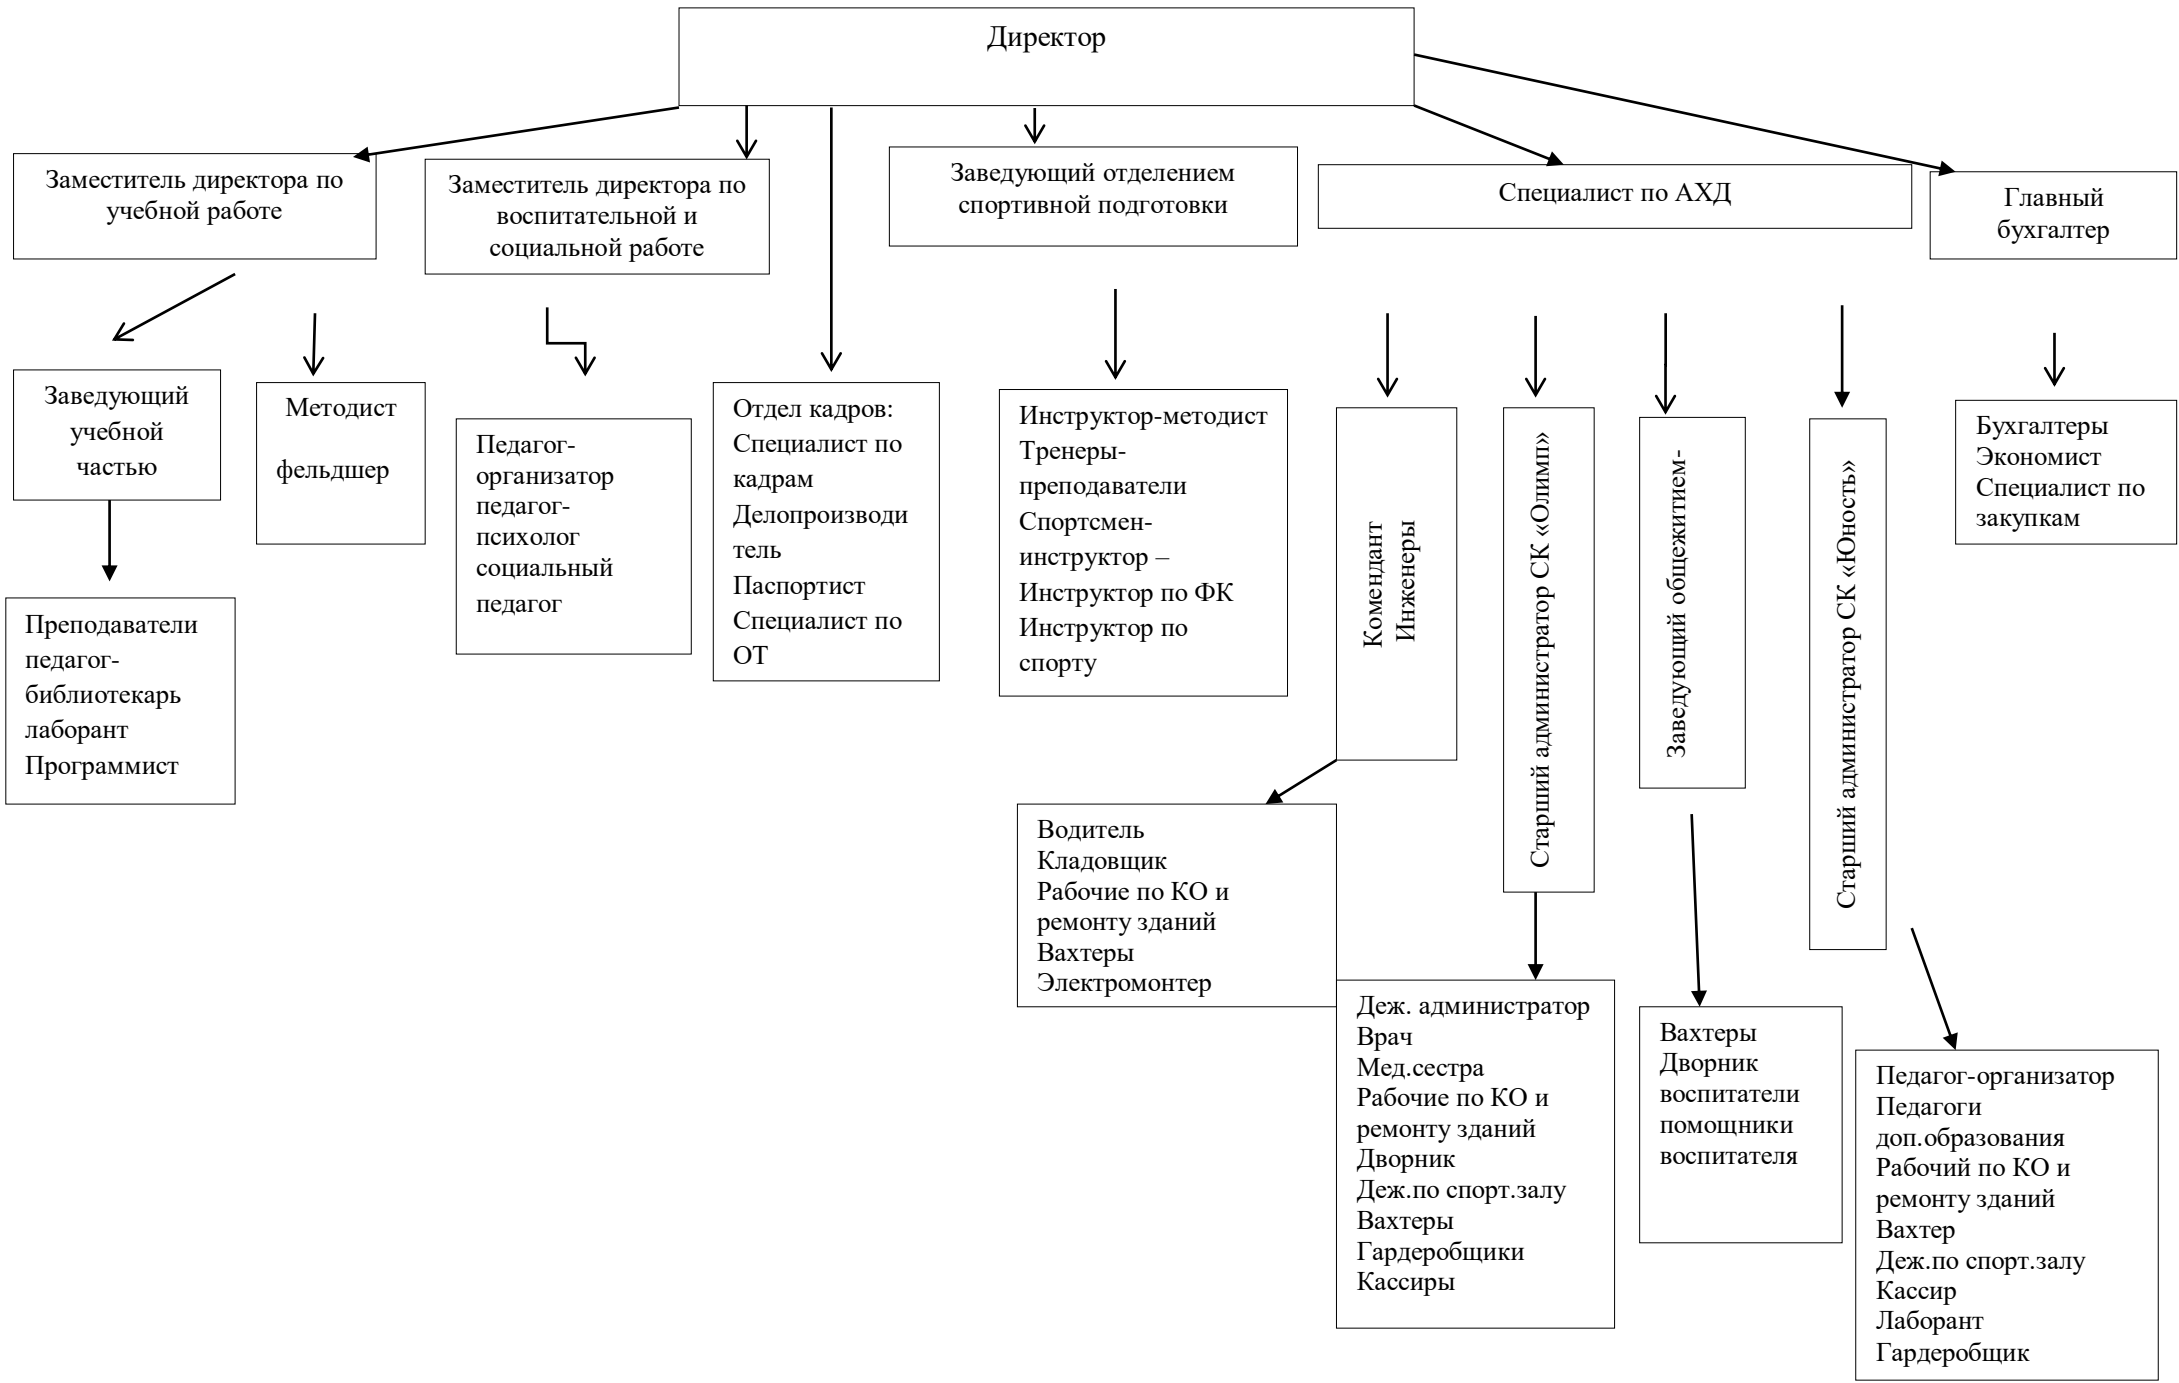 Директор
Заместитель директора по
учебной работе
Заместитель директора по
воспитательной и
социальной работе
Заведующий отделением
спортивной подготовки
Специалист по АХД
Главный
бухгалтер
Заведующий
учебной
частью
Методист
фельдшер
Педагог-
организатор
педагог-
психолог
социальный
педагог
Отдел кадров:
Специалист по
кадрам
Делопроизводи
тель
Паспортист
Специалист по
ОТ
Инструктор-методист
Тренеры-
преподаватели
Спортсмен-
инструктор –
Инструктор по ФК
Инструктор по
спорту
Комендант
Инженеры
Старший администратор СК «Олимп»
Заведующий общежитием-
Старший администратор СК «Юность»
Бухгалтеры
Экономист
Специалист по
закупкам
Преподаватели
педагог-
библиотекарь
лаборант
Программист
Водитель
Кладовщик
Рабочие по КО и
ремонту зданий
Вахтеры
Электромонтер
Деж. администратор
Врач
Мед.сестра
Рабочие по КО и
ремонту зданий
Дворник
Деж.по спорт.залу
Вахтеры
Гардеробщики
Кассиры
Вахтеры
Дворник
воспитатели
помощники
воспитателя
Педагог-организатор
Педагоги
доп.образования
Рабочий по КО и
ремонту зданий
Вахтер
Деж.по спорт.залу
Кассир
Лаборант
Гардеробщик